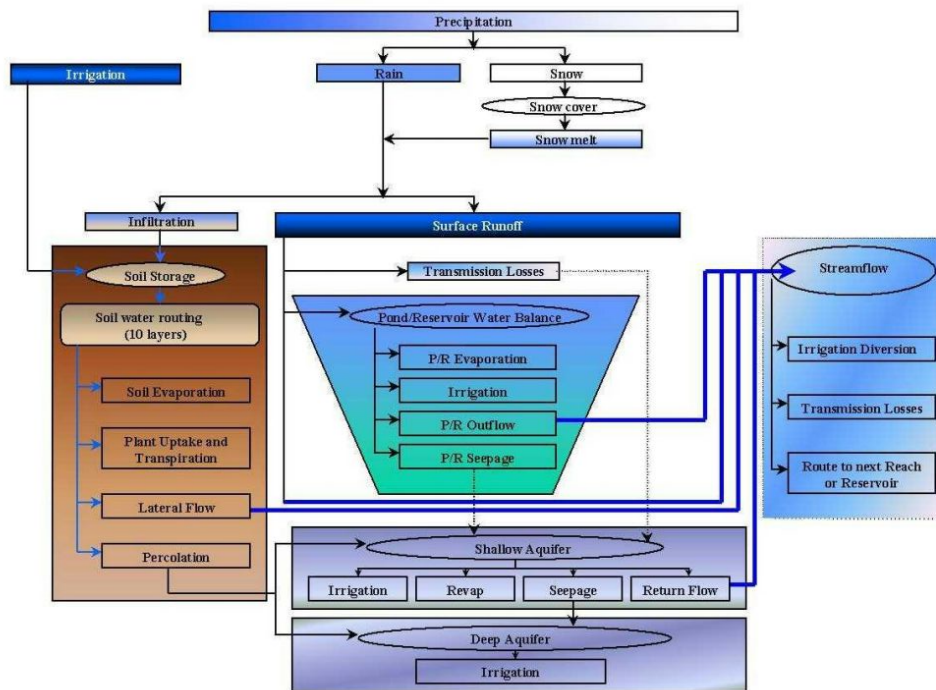 Precipitation
Irrigation
Rain
Snow
Snow cover
Snow melt
Infiltration
Surface Runoff
Soil Storage
Transmission Losses
Streamflow
Soil water routing
(10 layers)
Pond/Reservoir Water Balance
P/R Evaporation
Irrigation
P/R Outflow
P/R Seepage
Irrigation Diversion
Transmission Losses
Route to next Reach
or Reservoir
Soil Evaporation
Plant Uptake and
Transpiration
Lateral Flow
Percolation
Shallow Aquifer
Irrigation
Revap
Seepage
Return Flow
Deep Aquifer
Irrigation